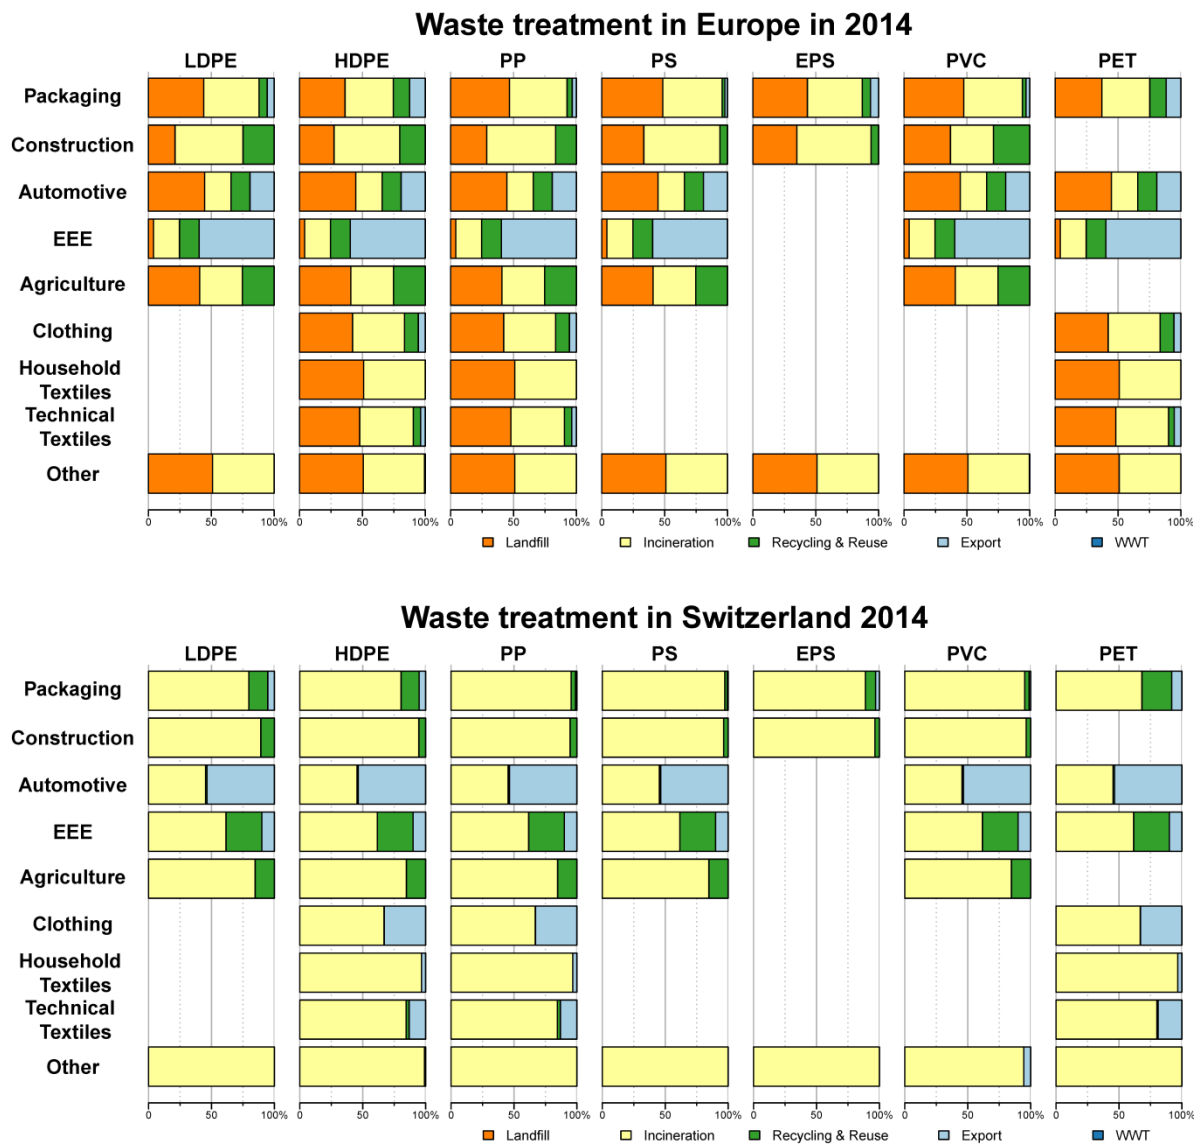 Waste treatment in Europe in 2014
LDPE HDPE PP PS EPS PVC PET
Packaging
Construction
Automotive
EEE
Agriculture
Clothing
Household
Textiles
Technical
Textiles
Other
0 50 100% 0 50 100% 0 50 100% 0 50 100% 0 50 100% 0 50 100% 0 50 100%
Landfill Incineration Recycling & Reuse Export WWT
Waste treatment in Switzerland 2014
LDPE HDPE PP PS EPS PVC PET
Packaging
Construction
Automotive
EEE
Agriculture
Clothing
Household
Textiles
Technical
Textiles
Other
0 50 100% 0 50 100% 0 50 100% 0 50 100% 0 50 100% 0 50 100% 0 50 100%
Landfill Incineration Recycling & Reuse Export WWT